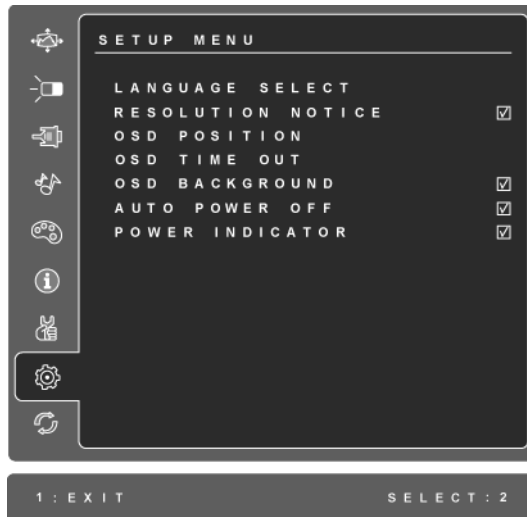 SETUP MENU
LANGUAGE SELECT
RESOLUTION NOTICE
OSD POSITION
OSD TIME OUT
OSD BACKGROUND
AUTO POWER OFF
POWER INDICATOR
1:EXIT SELECT:2